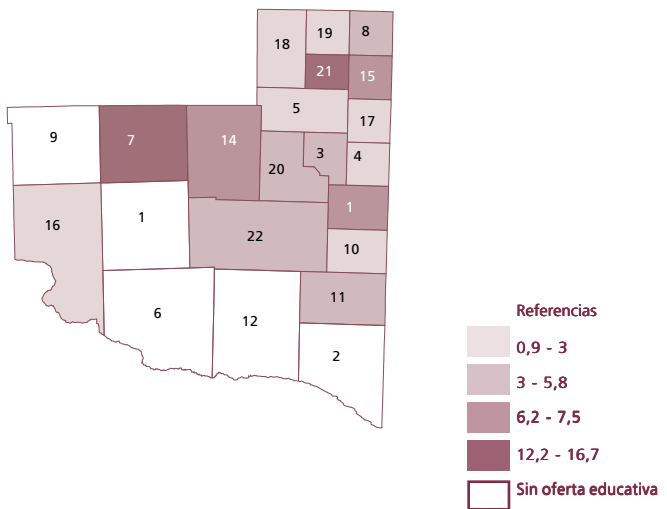 18 19 8
21 15
5 17
9 7 14 3 4
20
16 1 1
22 10
6 12 11
2
Referencias
0,9 - 3
3 - 5,8
6,2 - 7,5
12,2 - 16,7
Sin oferta educativa